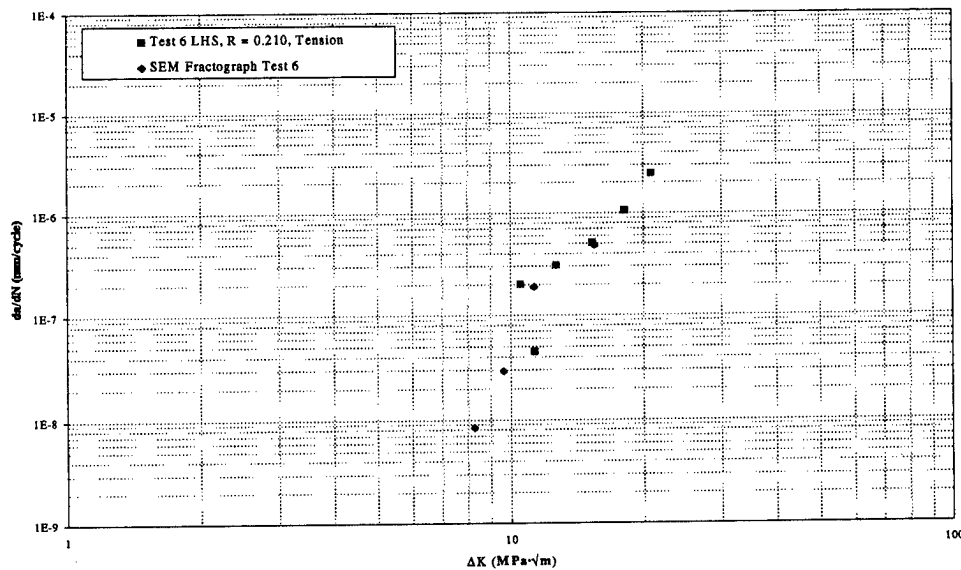 1E-4
■ Test 6 LHS, R = 0.210, Tension
◆ SEM Fractograph Test 6
1E-5
1E-6
1E-7
1E-8
1E-9
da/dN (mm/cycle)
1 10 100
ΔK (MPa·√m)